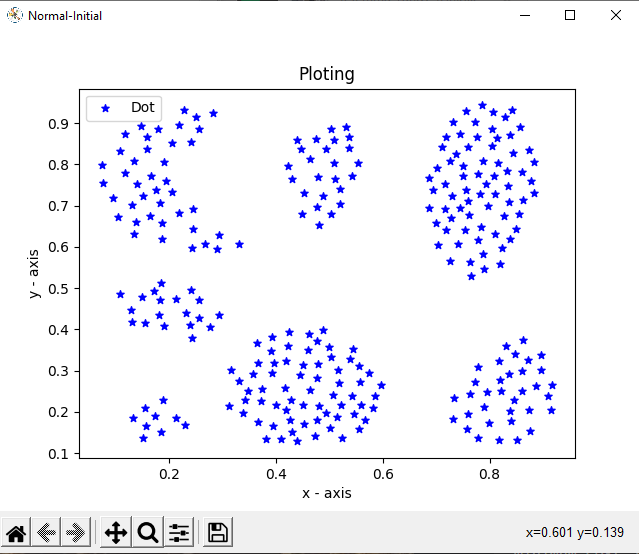 Normal-Initial
Ploting
Dot
0.9
0.8
0.7
0.6
0.5
0.4
0.3
0.2
0.1
y - axis
0.2 0.4 0.6 0.8
x - axis
x=0.601 y=0.139